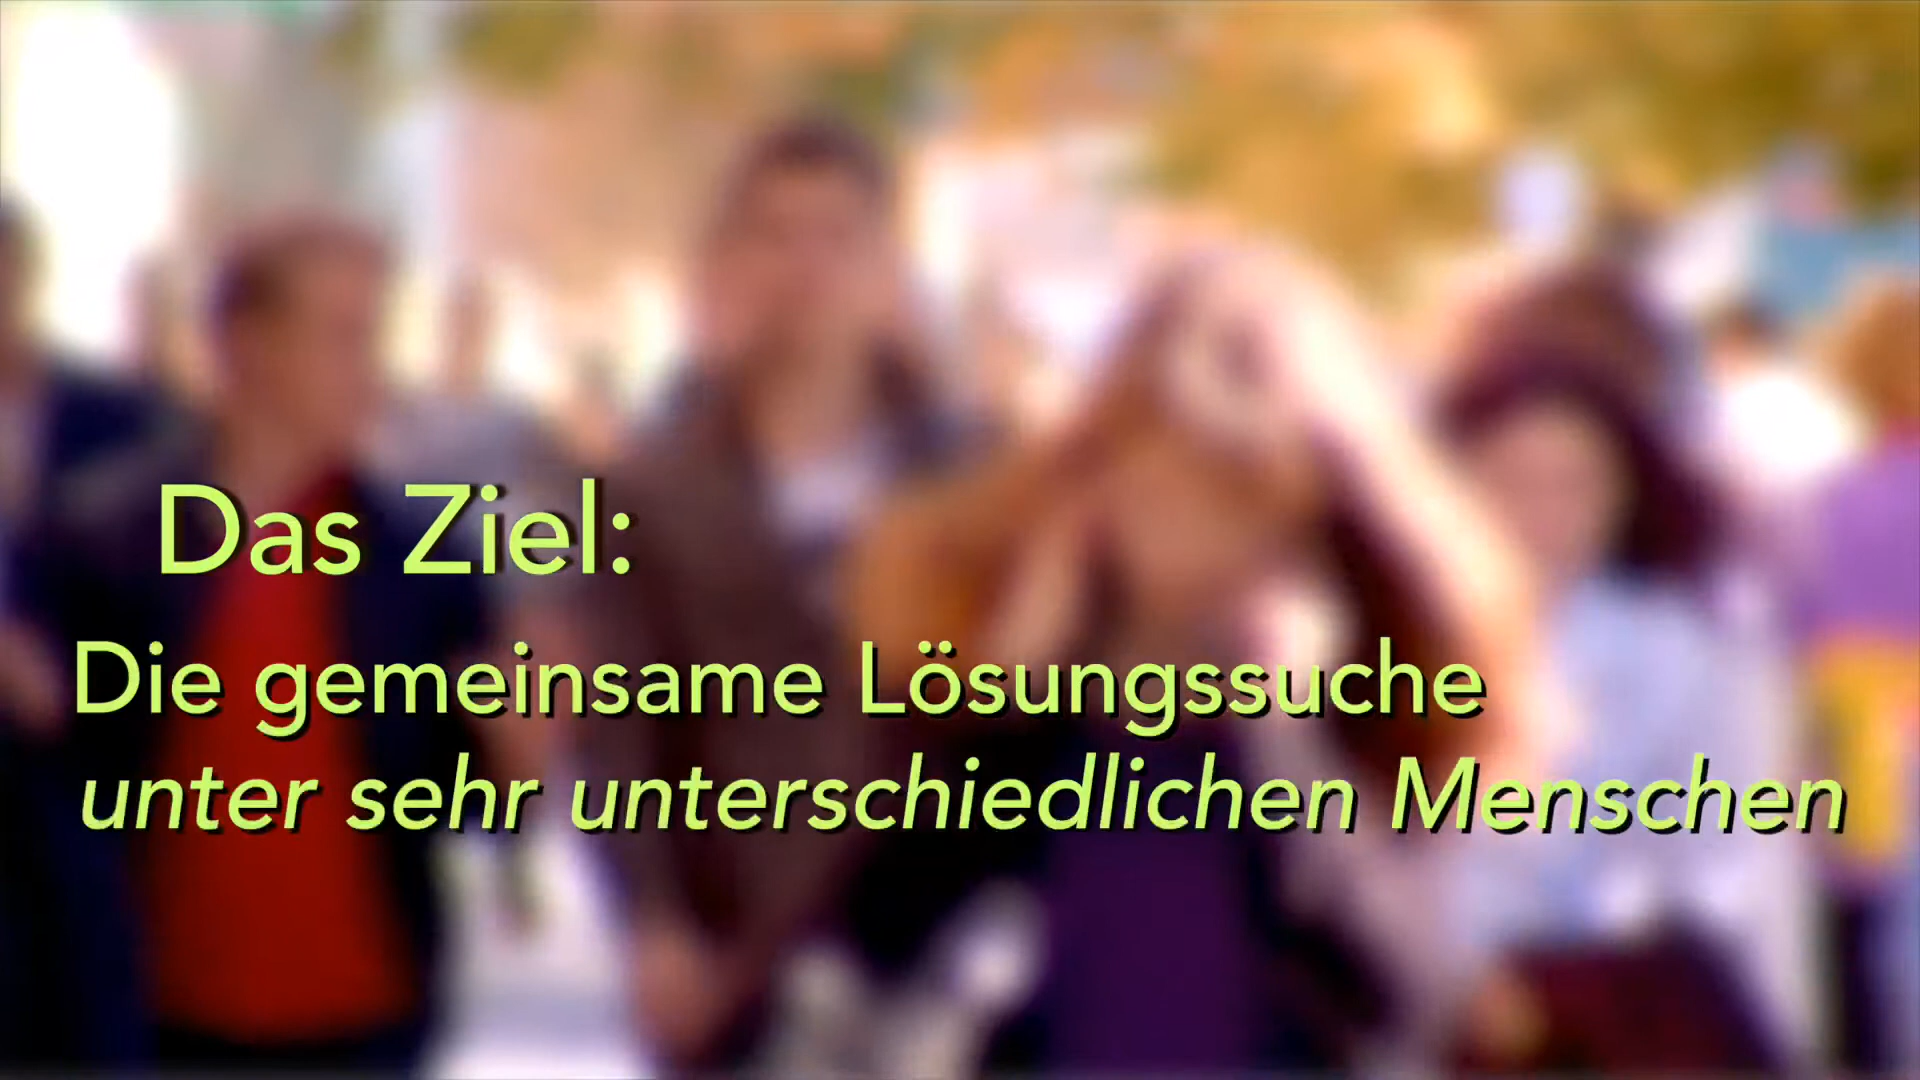 Das Ziel:
Die gemeinsame Lösungssuche
unter sehr unterschiedlichen Menschen